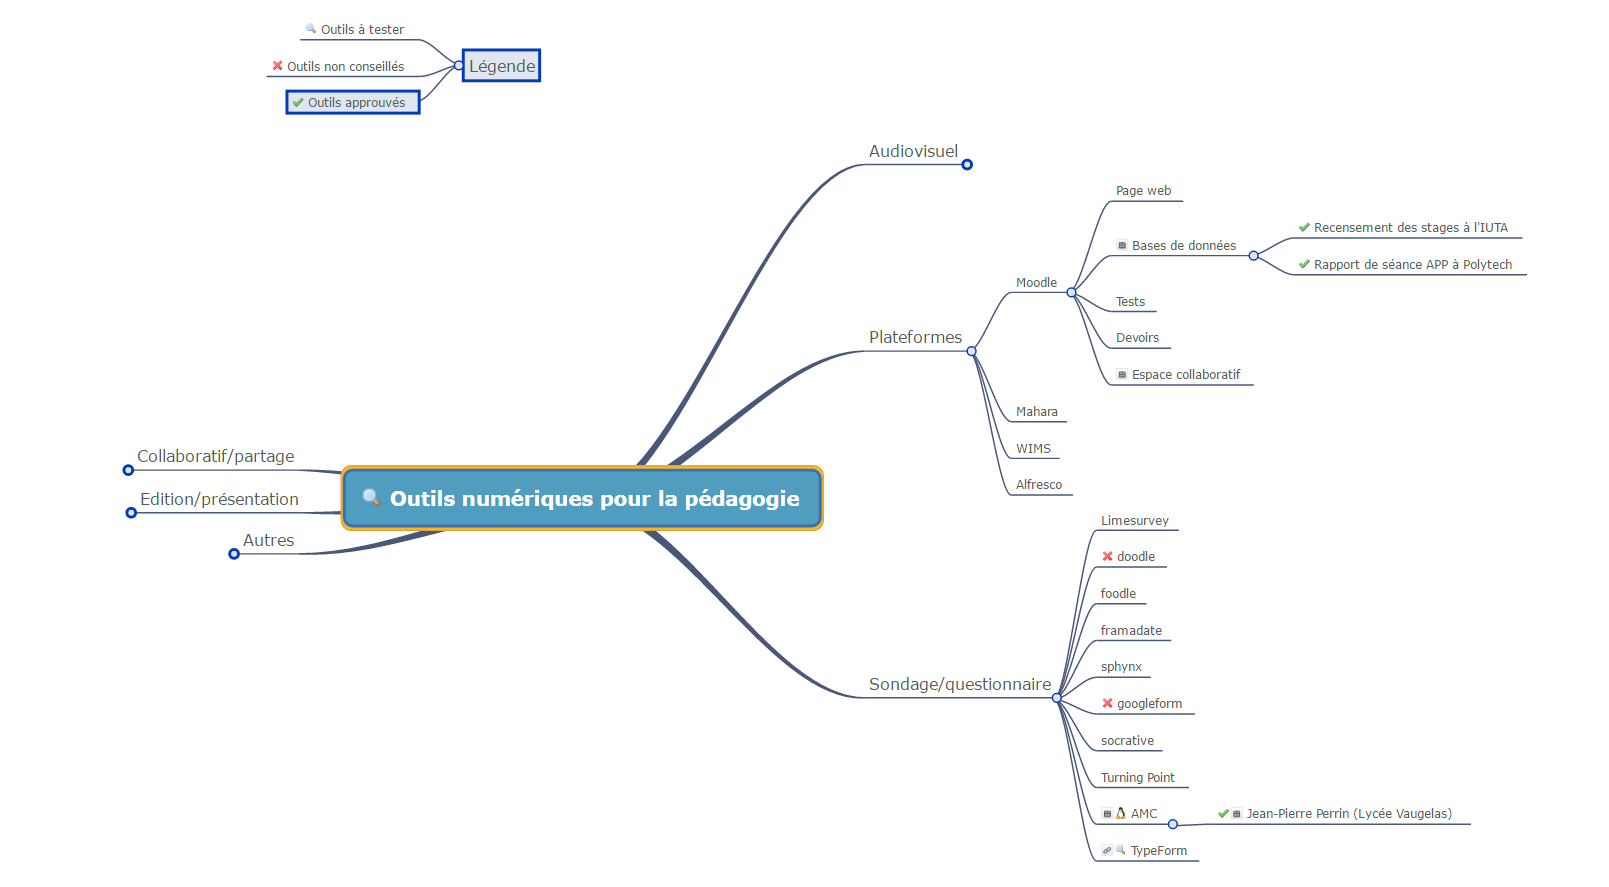 Outils à tester
Outils non conseillés
Légende
Outils approuvés
Audiovisuel
Page web
Recensement des stages à l'IUTA
Bases de données
Rapport de séance APP à Polytech
Moodle
Tests
Plateformes
Devoirs
Espace collaboratif
Mahara
WIMS
Alfresco
Collaboratif/partage
Edition/présentation
Outils numériques pour la pédagogie
Autres
Limesurvey
doodle
foodle
framadate
sphynx
Sondage/questionnaire
googleform
socrative
Turning Point
AMC
Jean-Pierre Perrin (Lycée Vaugelas)
TypeForm